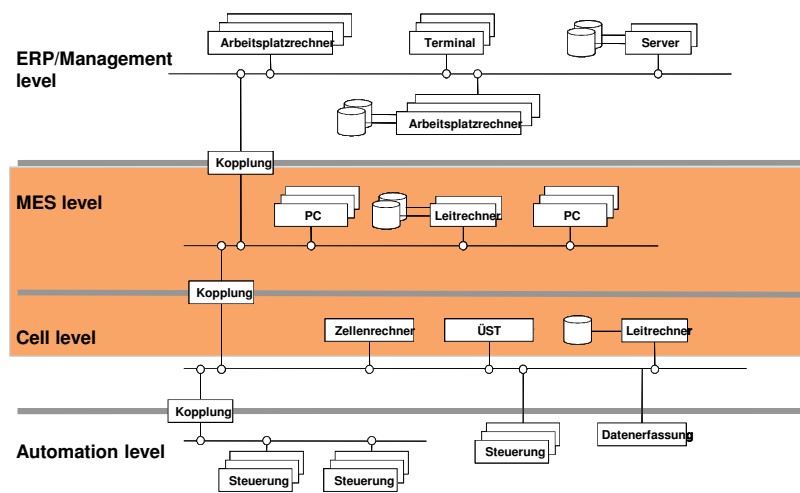 Arbeitsplatzrechner
Terminal
Server
ERP/Management
level
Arbeitsplatzrechner
Kopplung
MES level
PC
Leitrechner
PC
Kopplung
Cell level
Zellenrechner
ÜST
Leitrechner
Kopplung
Automation level
Steuerung
Datenerfassung
Steuerung
Steuerung